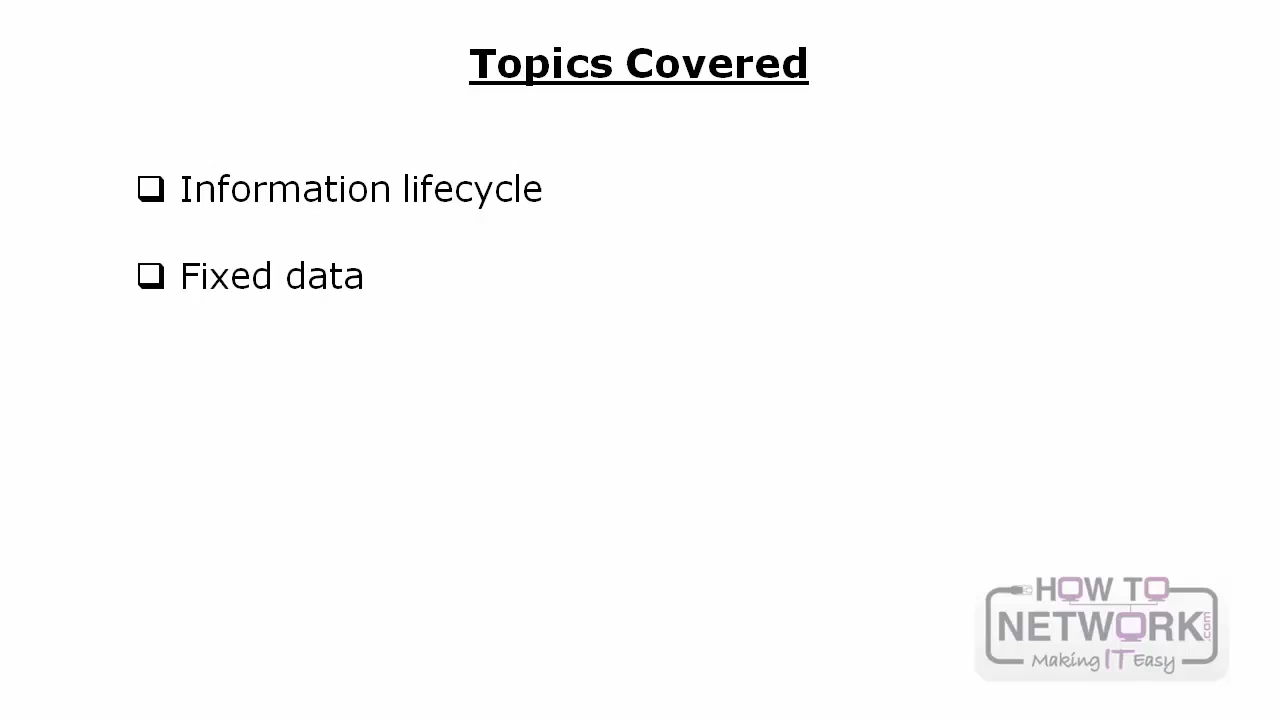 Topics Covered
Information lifecycle
Fixed data
HOW TO
NETWORK.com
Making IT Easy